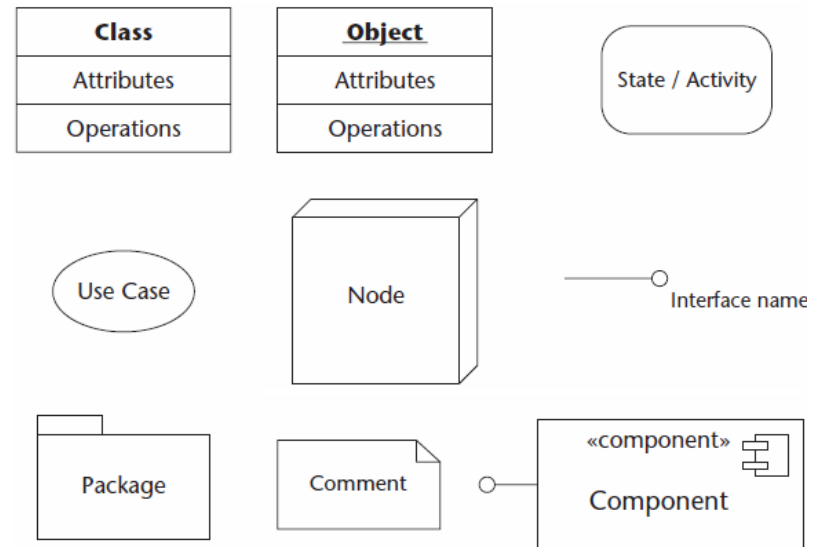 Class
Attributes
Operations
Object
Attributes
Operations
State / Activity
Use Case
Node
Interface name
Package
Comment
«component»
Component